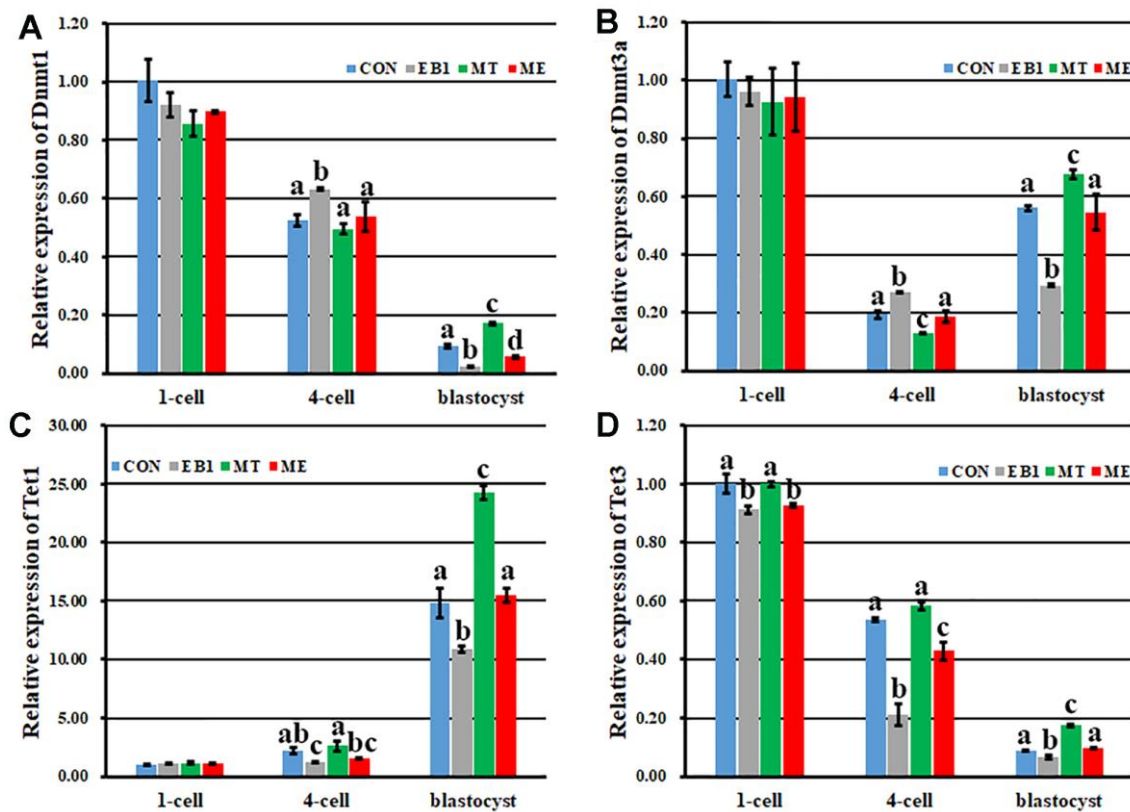 A
Relative expression of Dnmt1
1.20
1.00
0.80
0.60
0.40
0.20
0.00
CON EB1 MT ME
a b a a
a b c d
1-cell 4-cell blastocyst
B
Relative expression of Dnmt3a
1.20
1.00
0.80
0.60
0.40
0.20
0.00
CON EB1 MT ME
a b c a
a b c a
1-cell 4-cell blastocyst
C
Relative expression of Tet1
30.00
25.00
20.00
15.00
10.00
5.00
0.00
CON EB1 MT ME
ab c a bc
a b c a
1-cell 4-cell blastocyst
D
Relative expression of Tet3
1.20
1.00
0.80
0.60
0.40
0.20
0.00
CON EB1 MT ME
a b a b
a b a c
a b c a
1-cell 4-cell blastocyst